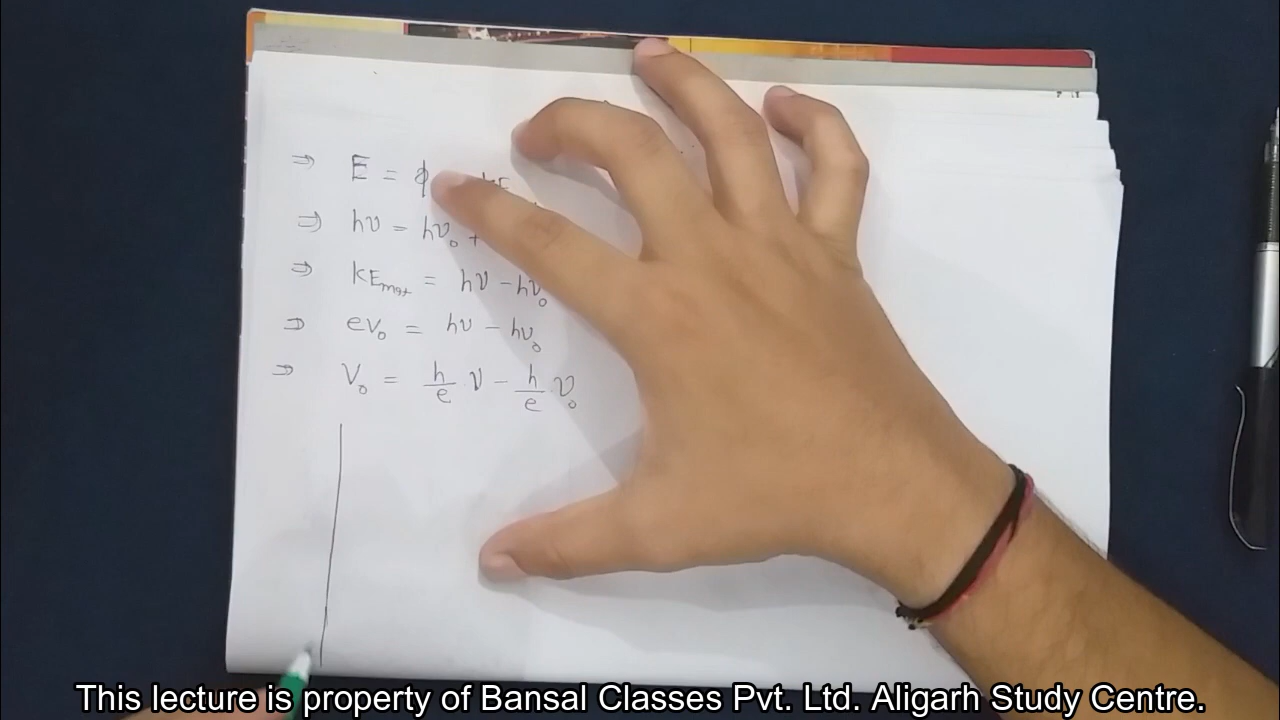 ⇒ E = ϕ KE
⇒ hν = hν₀ +
⇒ KEmax = hν − hν₀
⇒ eV₀ = hν − hν₀
⇒ V₀ = h/e · ν − h/e · ν₀
This lecture is property of Bansal Classes Pvt. Ltd. Aligarh Study Centre.